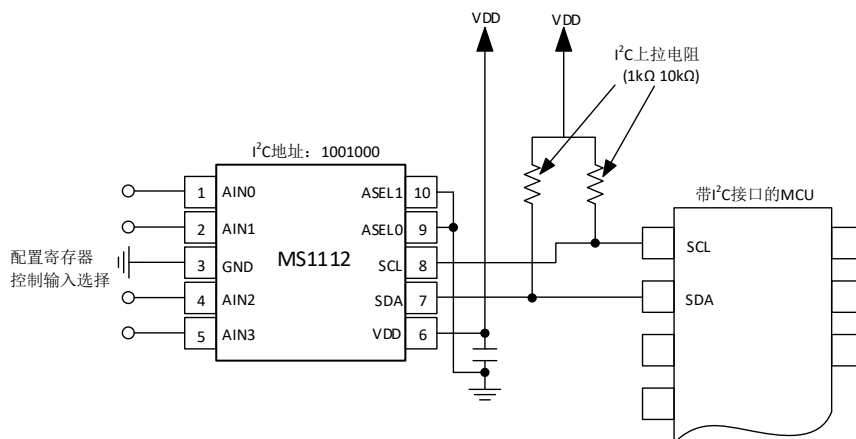 VDD
VDD
I²C上拉电阻
(1kΩ 10kΩ)
I²C地址：1001000
带I²C接口的MCU
1 AIN0
ASEL1 10
2 AIN1
ASEL0 9
配置寄存器
控制输入选择
3 GND
MS1112
SCL 8
SCL
4 AIN2
SDA 7
SDA
5 AIN3
VDD 6